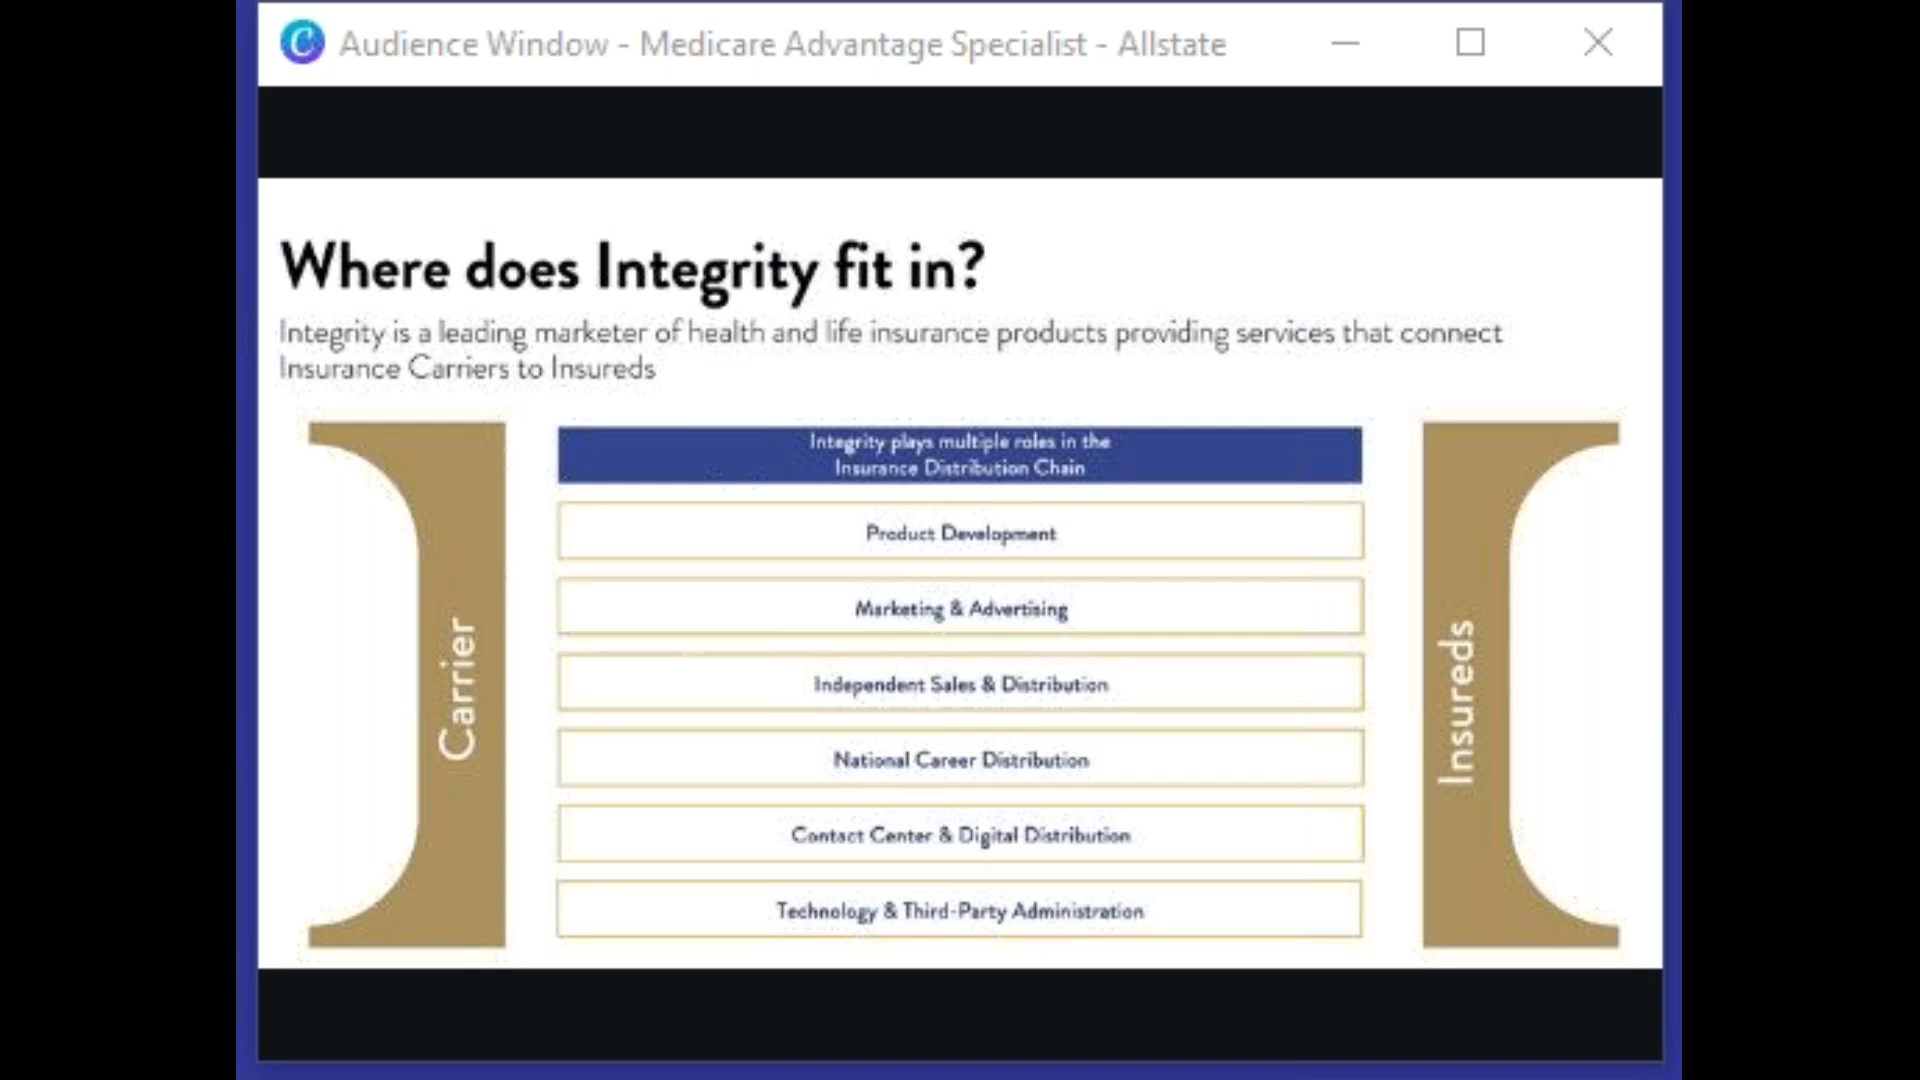 Audience Window - Medicare Advantage Specialist - Allstate
Where does Integrity fit in?
Integrity is a leading marketer of health and life insurance products providing services that connect
Insurance Carriers to Insureds
Carrier
Integrity plays multiple roles in the
Insurance Distribution Chain
Product Development
Marketing & Advertising
Independent Sales & Distribution
National Career Distribution
Contact Center & Digital Distribution
Technology & Third-Party Administration
Insureds